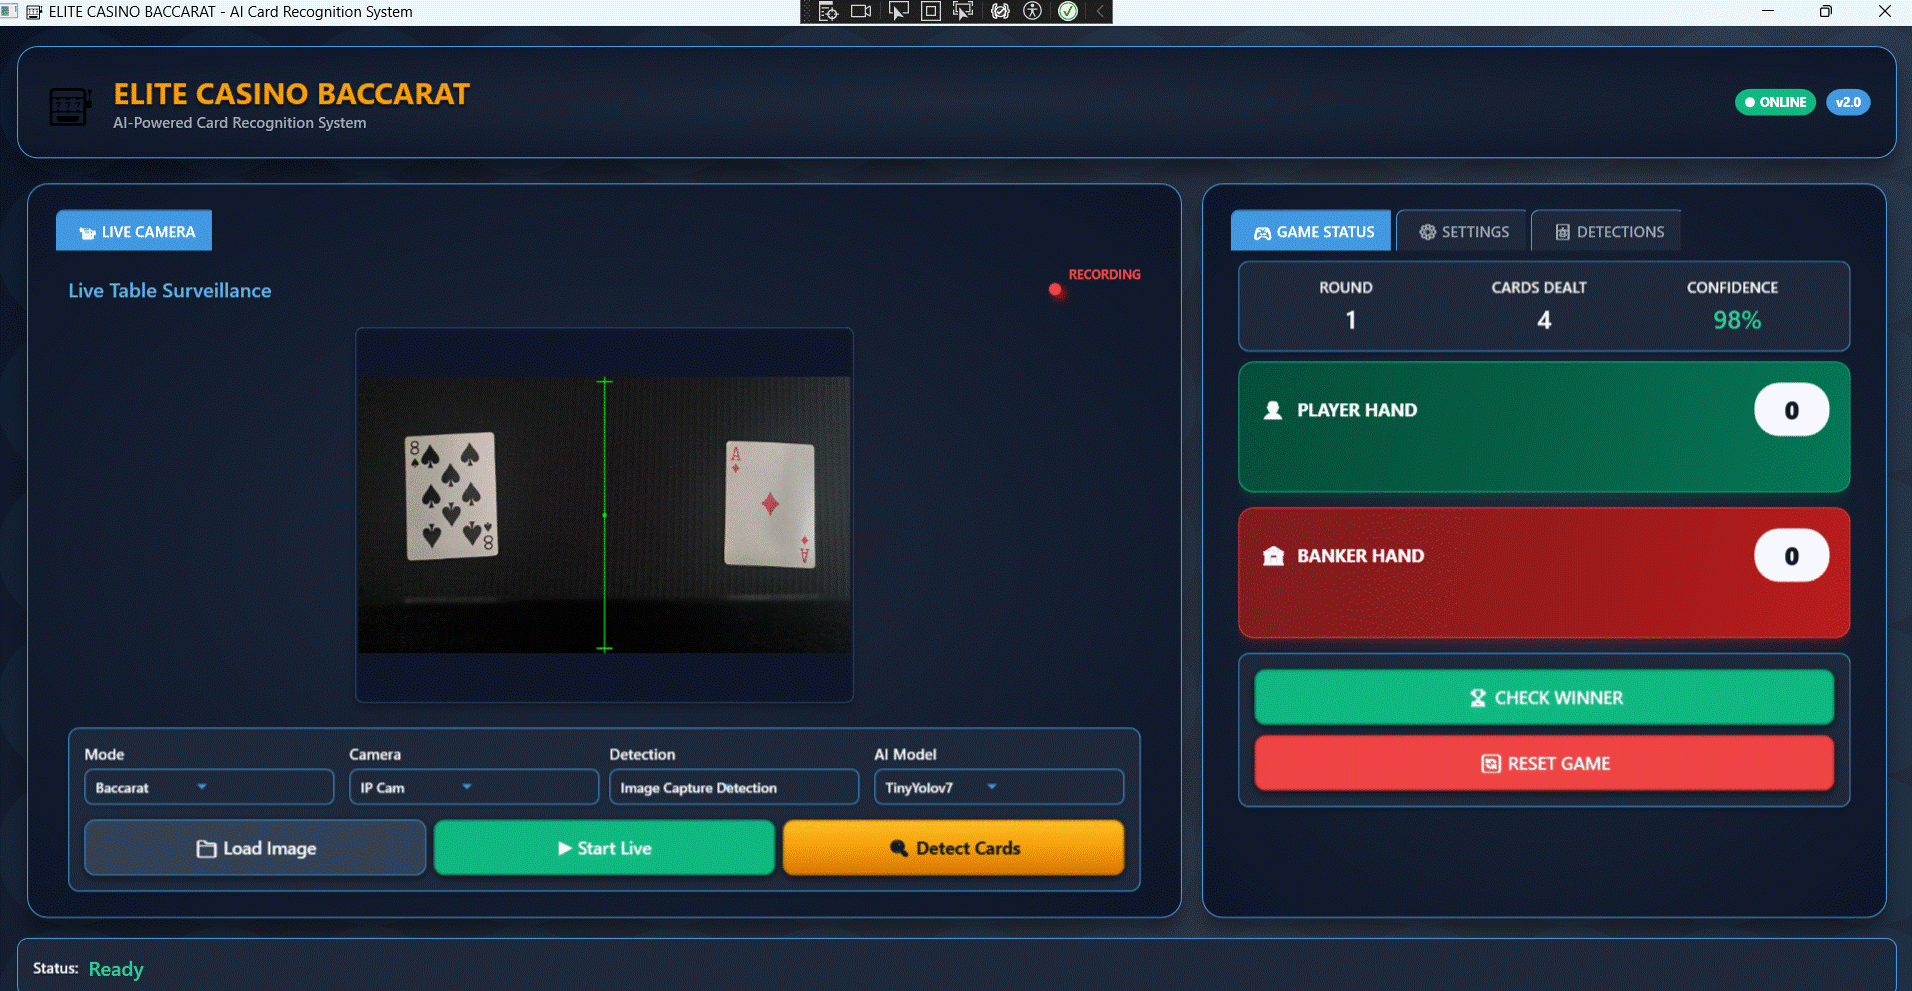 ELITE CASINO BACCARAT - AI Card Recognition System
ELITE CASINO BACCARAT
AI-Powered Card Recognition System
ONLINE
v2.0
LIVE CAMERA
Live Table Surveillance
RECORDING
8
8
A
A
Mode
Camera
Detection
AI Model
Baccarat
IP Cam
Image Capture Detection
TinyYolov7
Load Image
Start Live
Detect Cards
GAME STATUS
SETTINGS
DETECTIONS
ROUND
CARDS DEALT
CONFIDENCE
1
4
98%
PLAYER HAND
0
BANKER HAND
0
CHECK WINNER
RESET GAME
Status: Ready